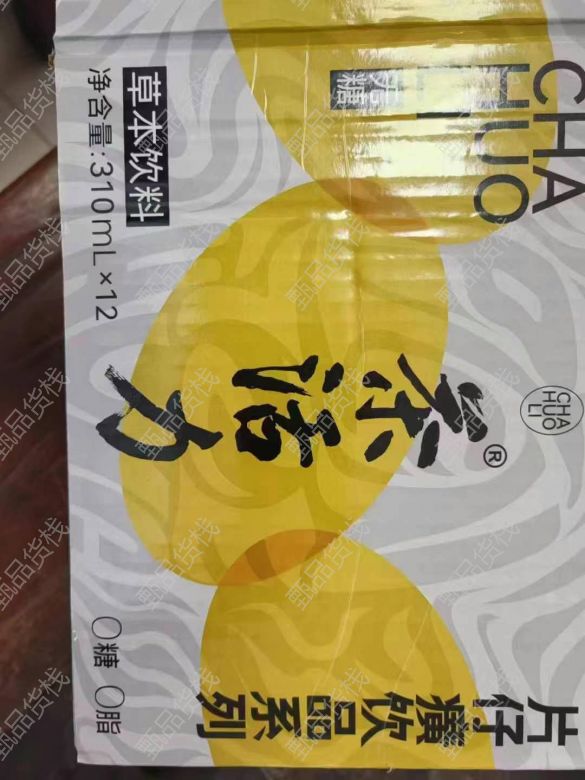 片仔癀饮品系列
CHA
HUO
LI
茶活力®
CHA
HUO
无糖
草本饮料
净含量:310mL×12
0糖 0脂
甄品货栈